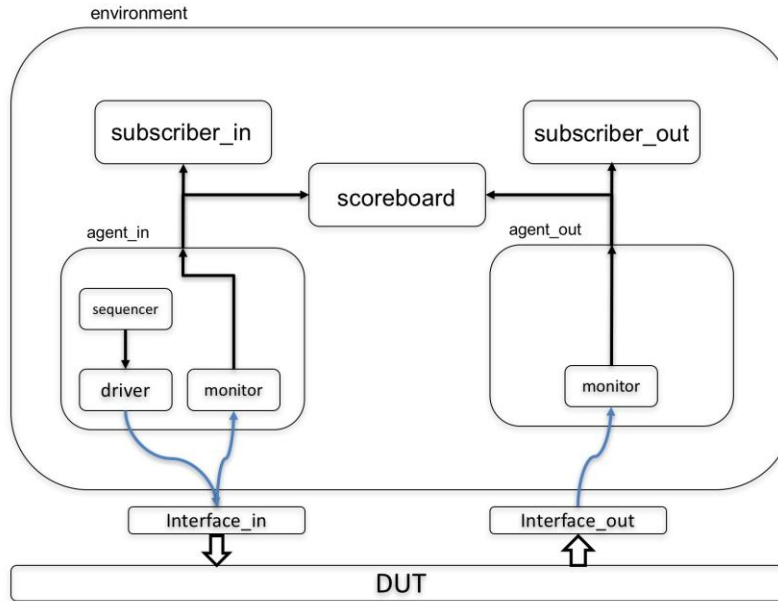 environment
subscriber_in
subscriber_out
scoreboard
agent_in
agent_out
sequencer
driver
monitor
monitor
Interface_in
Interface_out
DUT